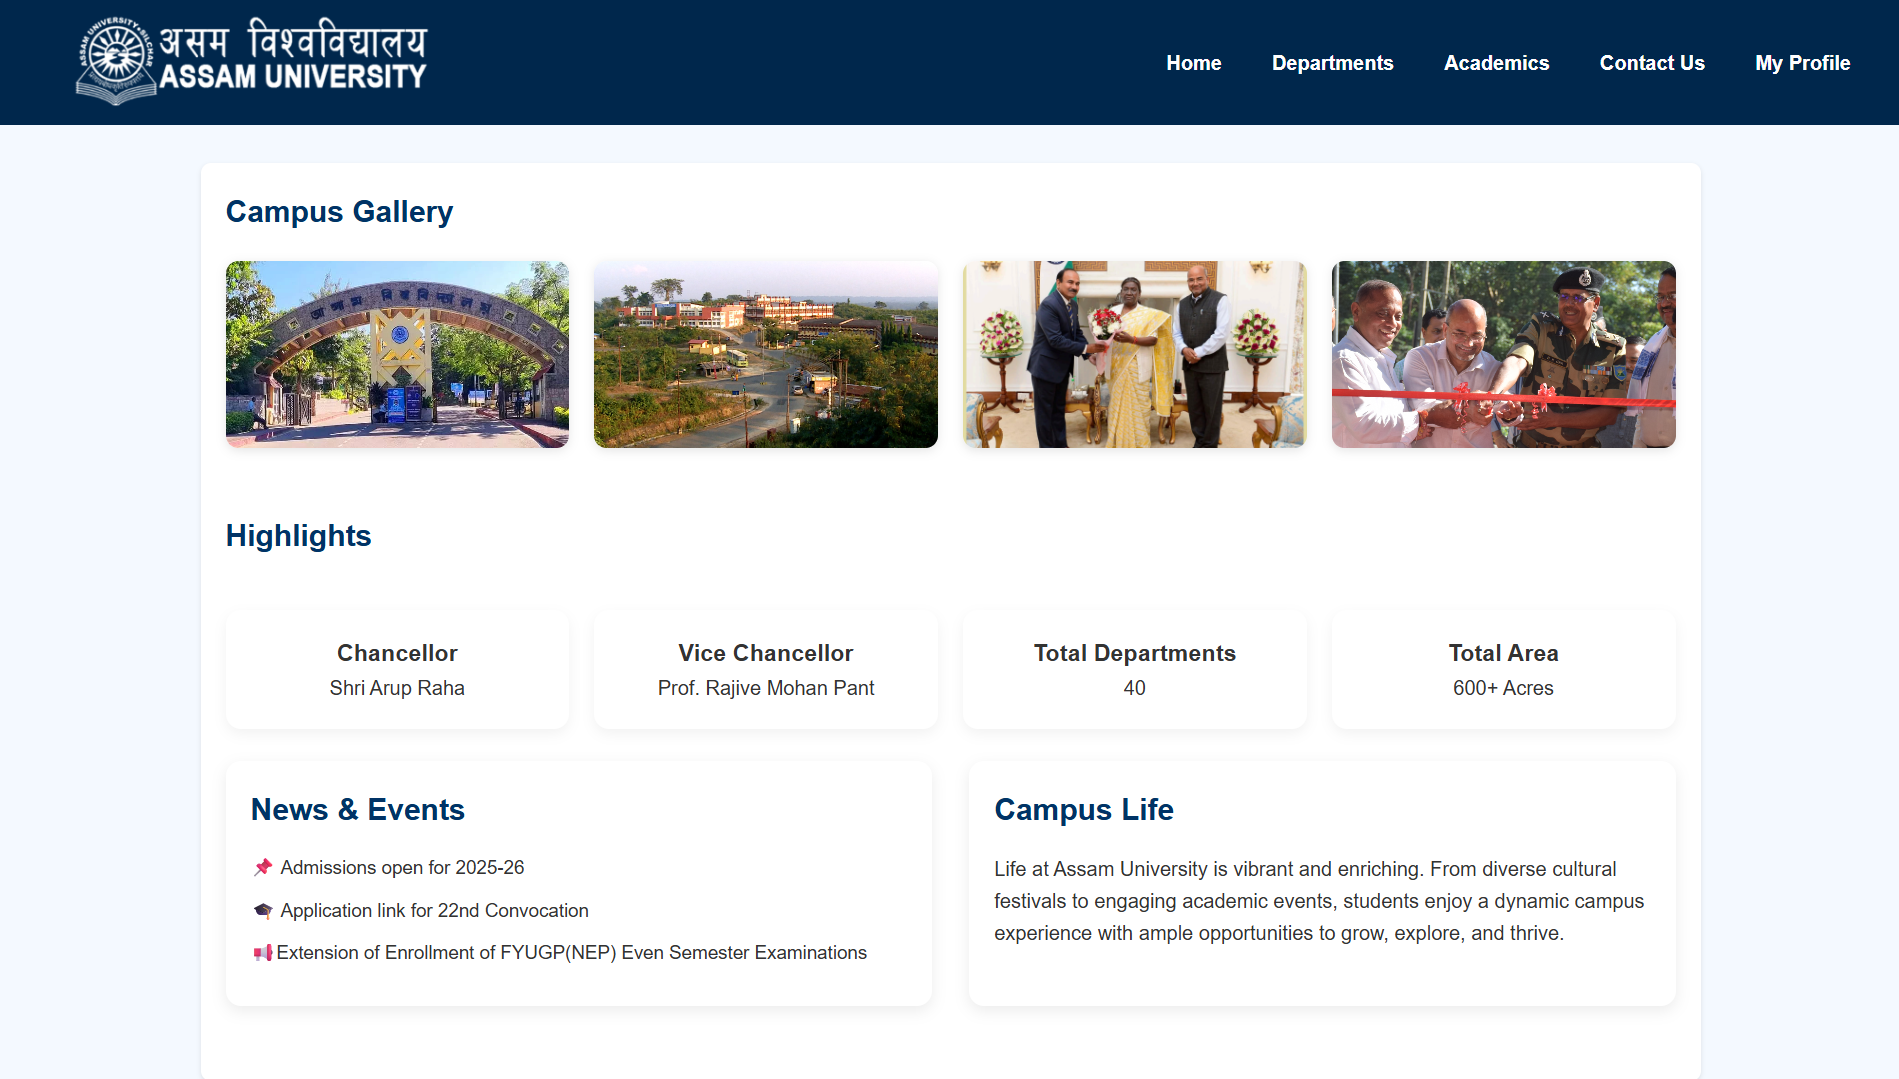 ASSAM UNIVERSITY, SILCHAR
असम विश्वविद्यालय
ASSAM UNIVERSITY
Home Departments Academics Contact Us My Profile
Campus Gallery
Highlights
Chancellor
Shri Arup Raha
Vice Chancellor
Prof. Rajive Mohan Pant
Total Departments
40
Total Area
600+ Acres
News & Events
📌 Admissions open for 2025-26
🎓 Application link for 22nd Convocation
📢 Extension of Enrollment of FYUGP(NEP) Even Semester Examinations
Campus Life
Life at Assam University is vibrant and enriching. From diverse cultural
festivals to engaging academic events, students enjoy a dynamic campus
experience with ample opportunities to grow, explore, and thrive.